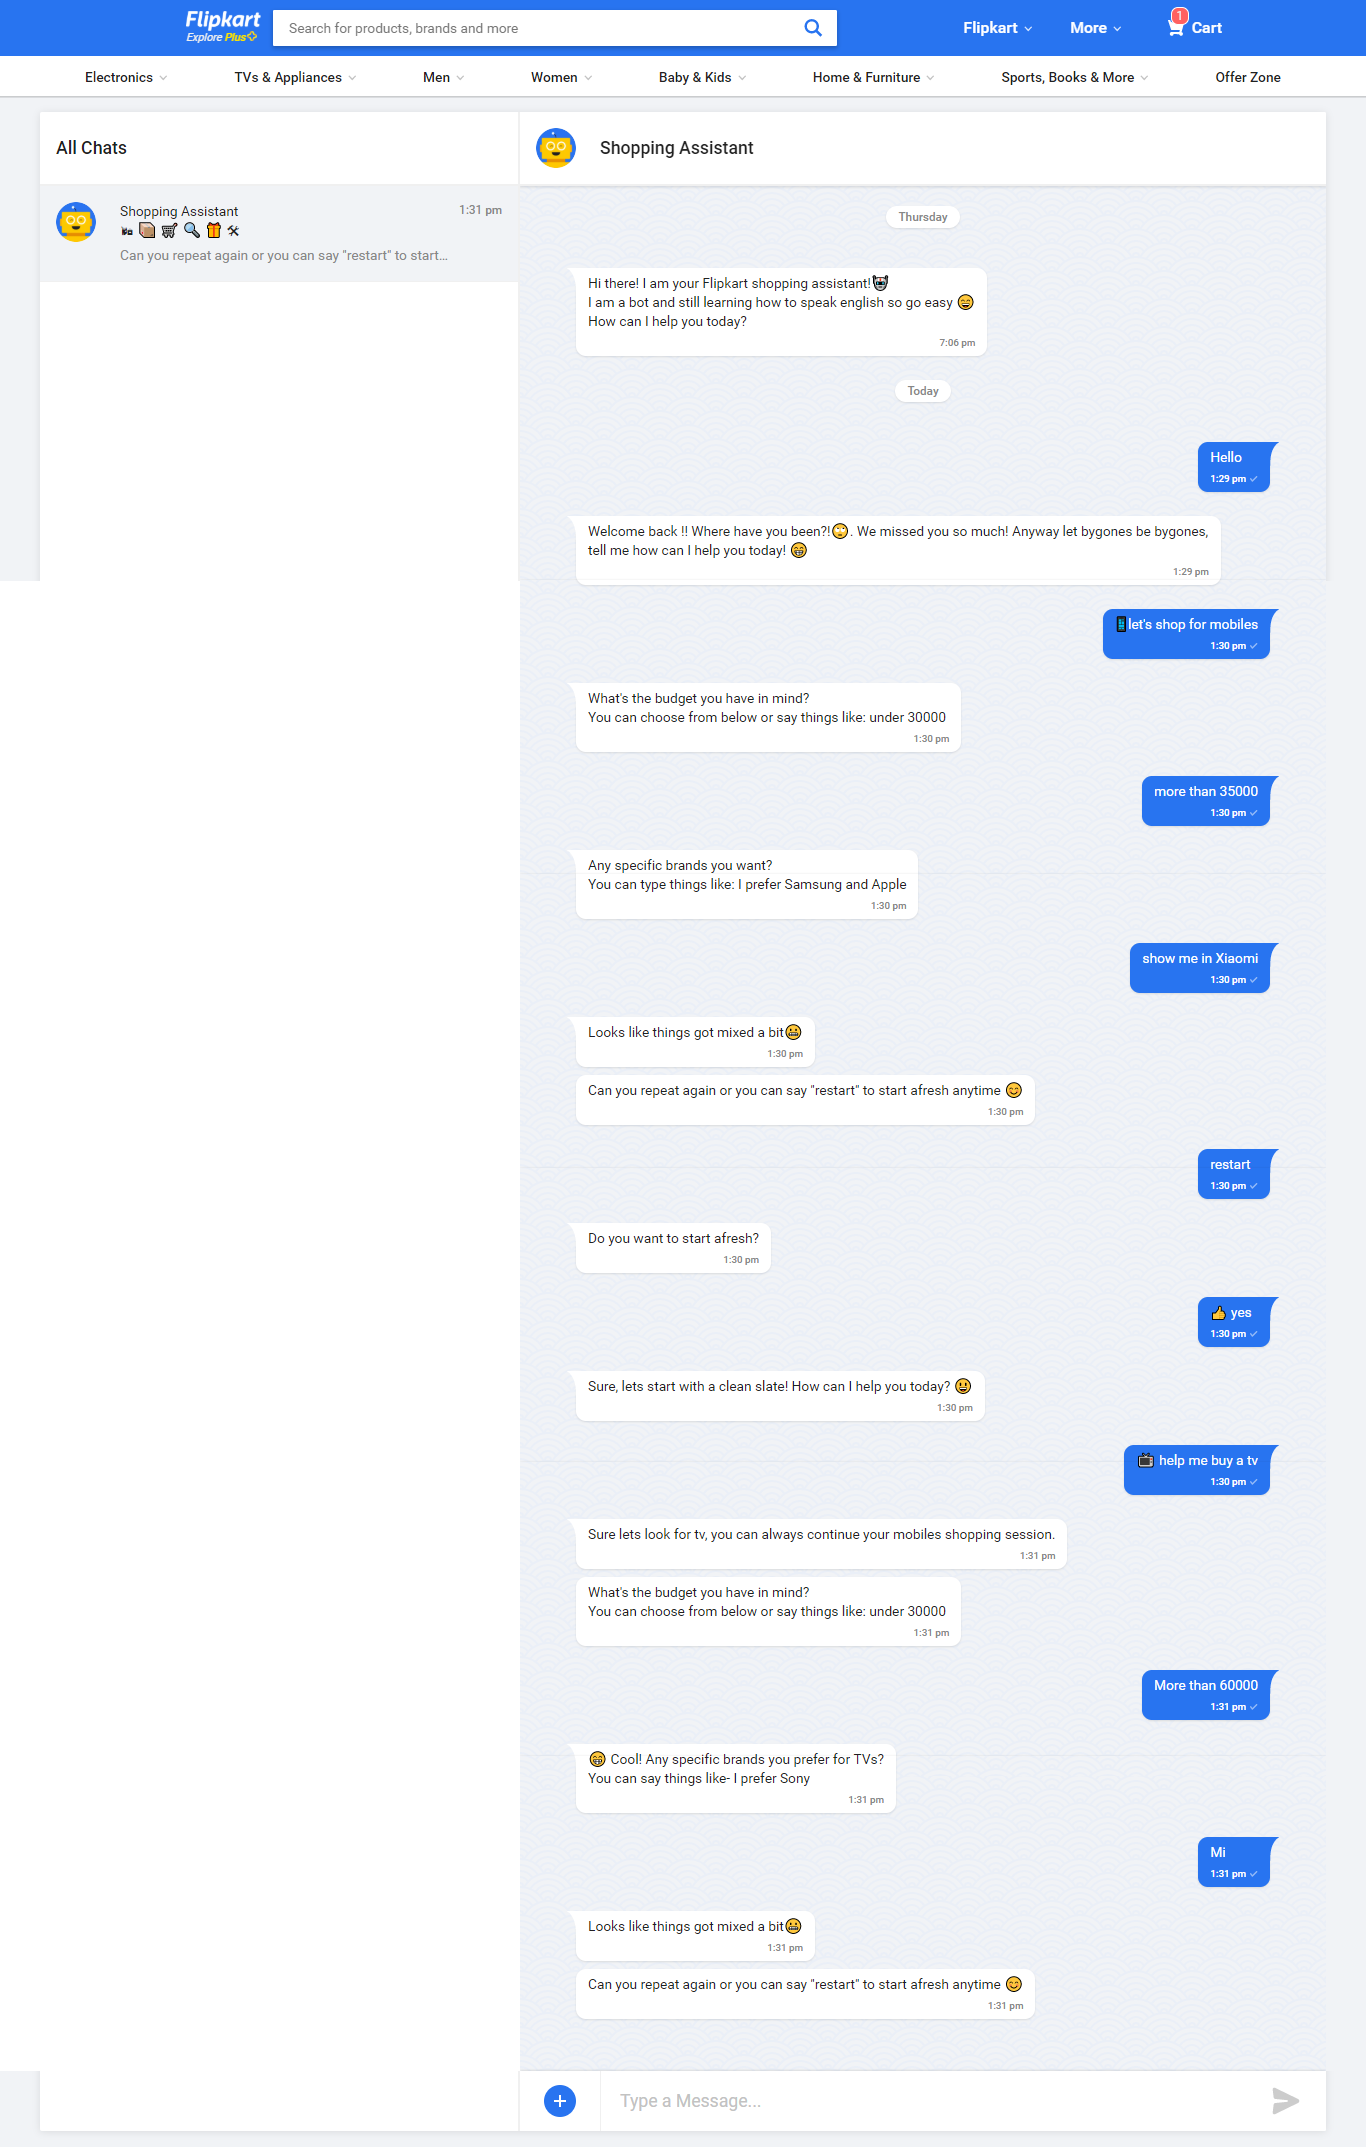 Flipkart
Explore Plus
Search for products, brands and more
Flipkart
More
1
Cart
Electronics
TVs & Appliances
Men
Women
Baby & Kids
Home & Furniture
Sports, Books & More
Offer Zone
All Chats
Shopping Assistant
1:31 pm
Can you repeat again or you can say "restart" to start...
Shopping Assistant
Thursday
Hi there! I am your Flipkart shopping assistant!
I am a bot and still learning how to speak english so go easy 😄
How can I help you today?
7:06 pm
Today
Hello
1:29 pm
Welcome back !! Where have you been?!🙄. We missed you so much! Anyway let bygones be bygones,
tell me how can I help you today! 😁
1:29 pm
📱let's shop for mobiles
1:30 pm
What's the budget you have in mind?
You can choose from below or say things like: under 30000
1:30 pm
more than 35000
1:30 pm
Any specific brands you want?
You can type things like: I prefer Samsung and Apple
1:30 pm
show me in Xiaomi
1:30 pm
Looks like things got mixed a bit😬
1:30 pm
Can you repeat again or you can say "restart" to start afresh anytime 😊
1:30 pm
restart
1:30 pm
Do you want to start afresh?
1:30 pm
👍 yes
1:30 pm
Sure, lets start with a clean slate! How can I help you today? 😃
1:30 pm
📺 help me buy a tv
1:30 pm
Sure lets look for tv, you can always continue your mobiles shopping session.
1:31 pm
What's the budget you have in mind?
You can choose from below or say things like: under 30000
1:31 pm
More than 60000
1:31 pm
😁 Cool! Any specific brands you prefer for TVs?
You can say things like- I prefer Sony
1:31 pm
Mi
1:31 pm
Looks like things got mixed a bit😬
1:31 pm
Can you repeat again or you can say "restart" to start afresh anytime 😊
1:31 pm
Type a Message...